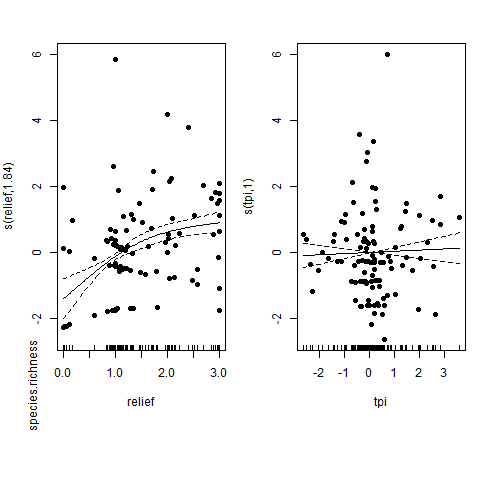 s(relief,1.84)
species.richness
6
4
2
0
-2
0.0 1.0 2.0 3.0
relief
s(tpi,1)
6
4
2
0
-2
-2 -1 0 1 2 3
tpi